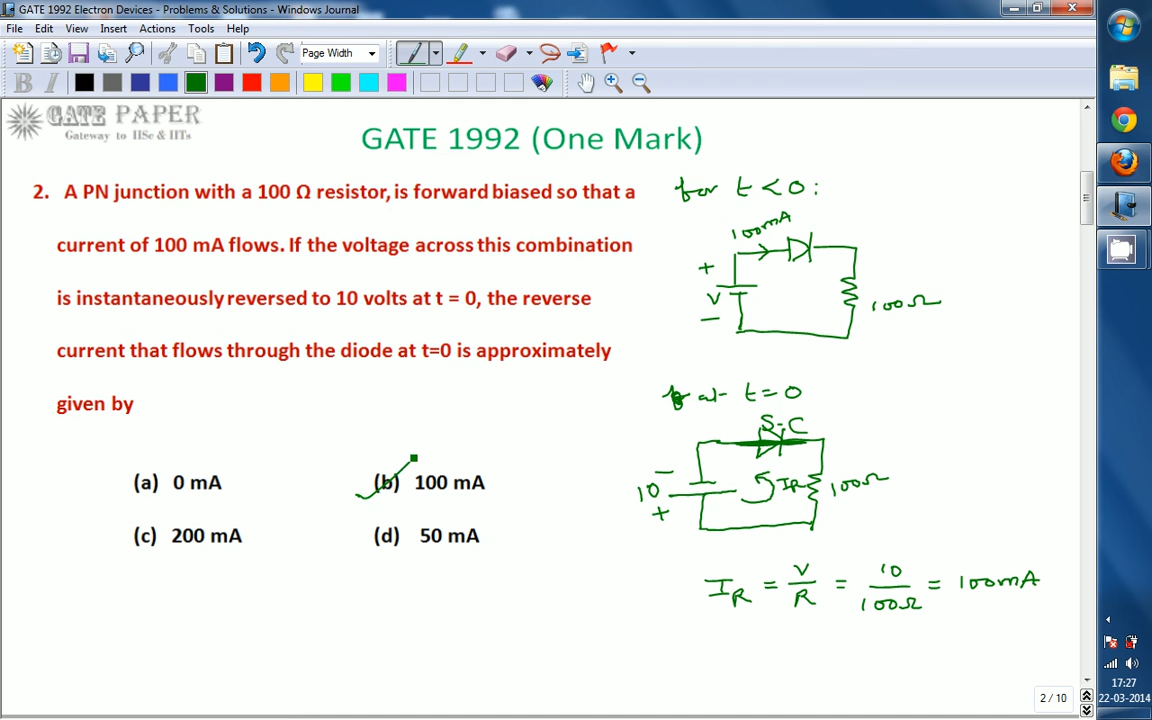 GATE 1992 Electron Devices - Problems & Solutions - Windows Journal
File Edit View Insert Actions Tools Help
Page Width
B I
GATE PAPER
Gateway to IISc & IITs
GATE 1992 (One Mark)
2. A PN junction with a 100 Ω resistor, is forward biased so that a
current of 100 mA flows. If the voltage across this combination
is instantaneously reversed to 10 volts at t = 0, the reverse
current that flows through the diode at t=0 is approximately
given by
(a) 0 mA (b) 100 mA
(c) 200 mA (d) 50 mA
for t < 0 :
100mA
+
V
−
100Ω
at t = 0
S.C
−
10
+
IR
100Ω
IR = V/R = 10/100Ω = 100mA
2 / 10
17:27
22-03-2014